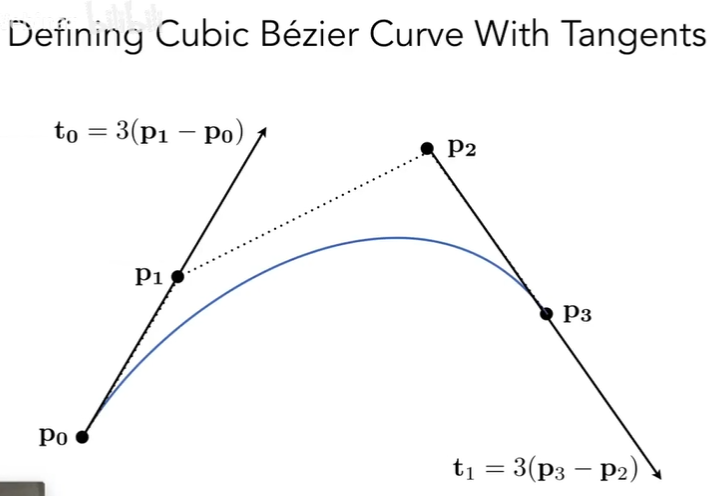 Defining Cubic Bézier Curve With Tangents
t₀ = 3(p₁ − p₀)
p₂
p₁
p₃
p₀
t₁ = 3(p₃ − p₂)